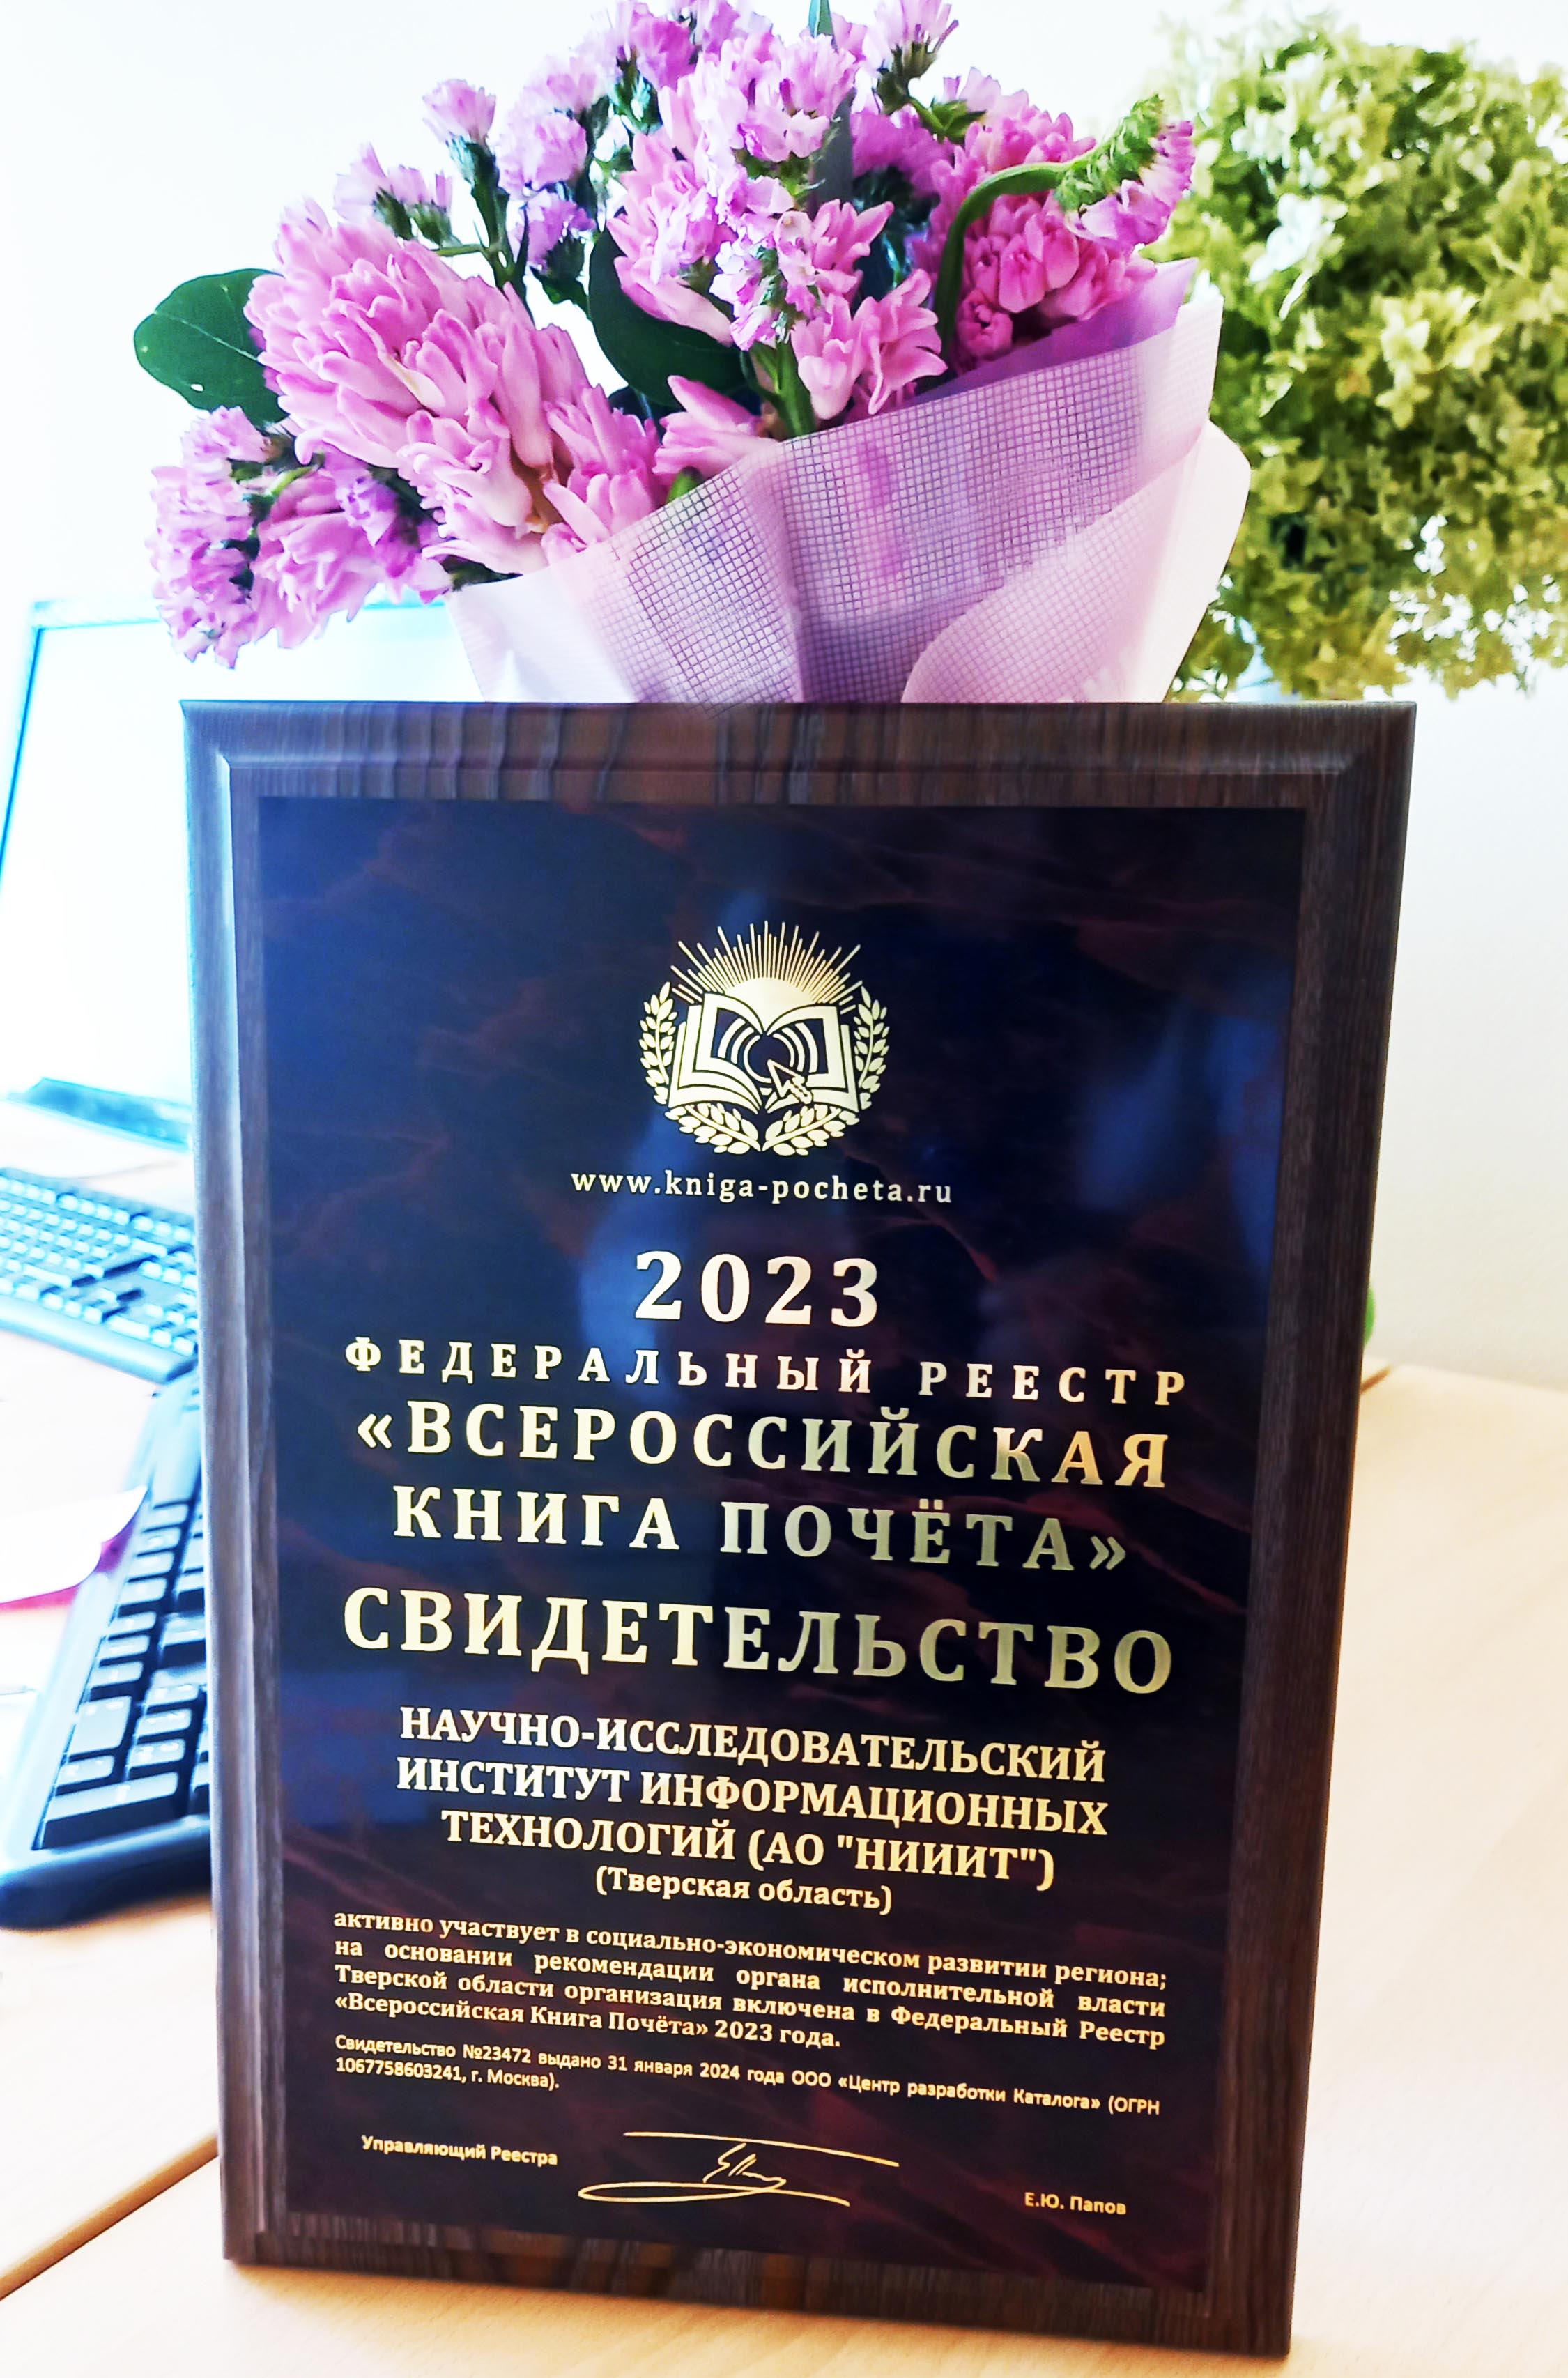 www.kniga-pocheta.ru
2023
ФЕДЕРАЛЬНЫЙ РЕЕСТР
«ВСЕРОССИЙСКАЯ
КНИГА ПОЧЁТА»
СВИДЕТЕЛЬСТВО
НАУЧНО-ИССЛЕДОВАТЕЛЬСКИЙ
ИНСТИТУТ ИНФОРМАЦИОННЫХ
ТЕХНОЛОГИЙ (АО "НИИИТ")
(Тверская область)
активно участвует в социально-экономическом развитии региона;
на основании рекомендации органа исполнительной власти
Тверской области организация включена в Федеральный Реестр
«Всероссийская Книга Почёта» 2023 года.
Свидетельство №23472 выдано 31 января 2024 года ООО «Центр разработки Каталога» (ОГРН
1067758603241, г. Москва).
Управляющий Реестра
Е.Ю. Папов